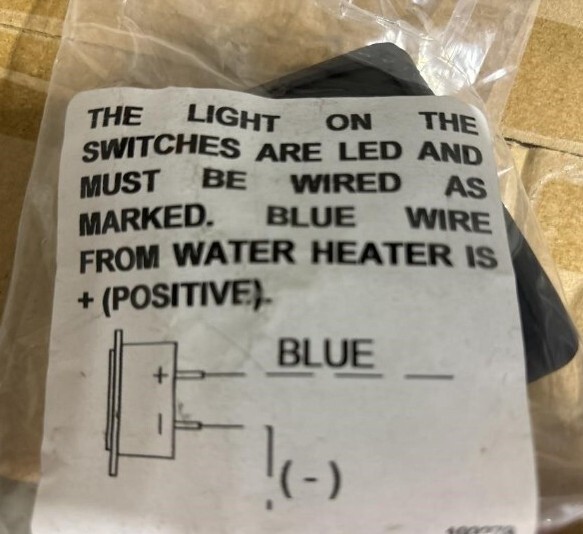 THE LIGHT ON THE
SWITCHES ARE LED AND
MUST BE WIRED AS
MARKED. BLUE WIRE
FROM WATER HEATER IS
+ (POSITIVE).
BLUE
+
-
(-)